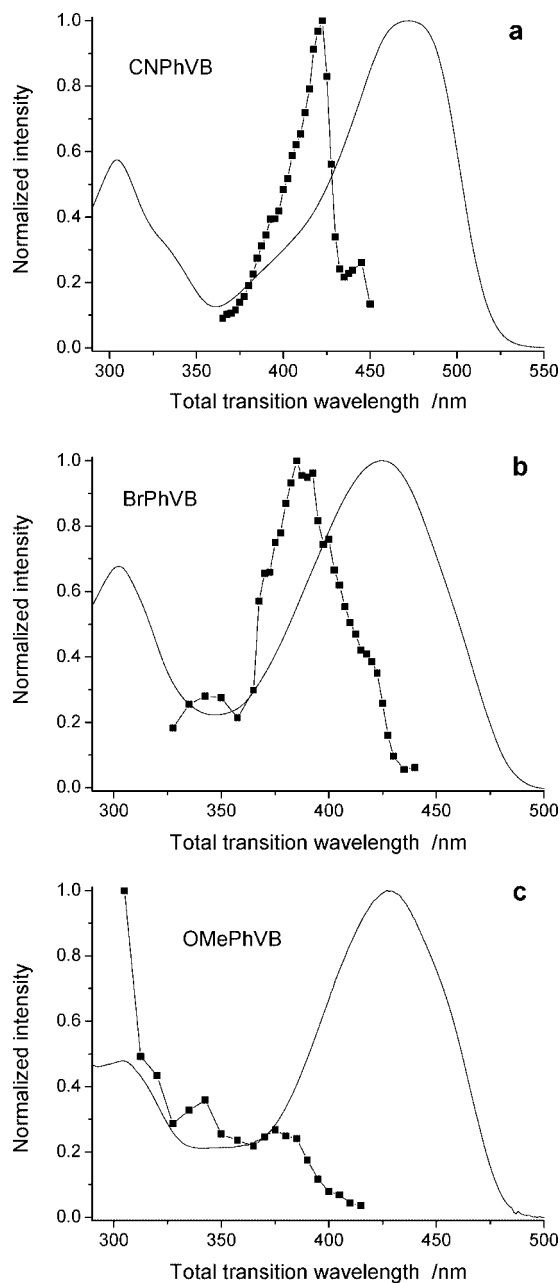 a
CNPhVB
Normalized intensity
1.0
0.8
0.6
0.4
0.2
0.0
300 350 400 450 500 550
Total transition wavelength /nm
b
BrPhVB
Normalized intensity
1.0
0.8
0.6
0.4
0.2
0.0
300 350 400 450 500
Total transition wavelength /nm
c
OMePhVB
Normalized intensity
1.0
0.8
0.6
0.4
0.2
0.0
300 350 400 450 500
Total transition wavelength /nm